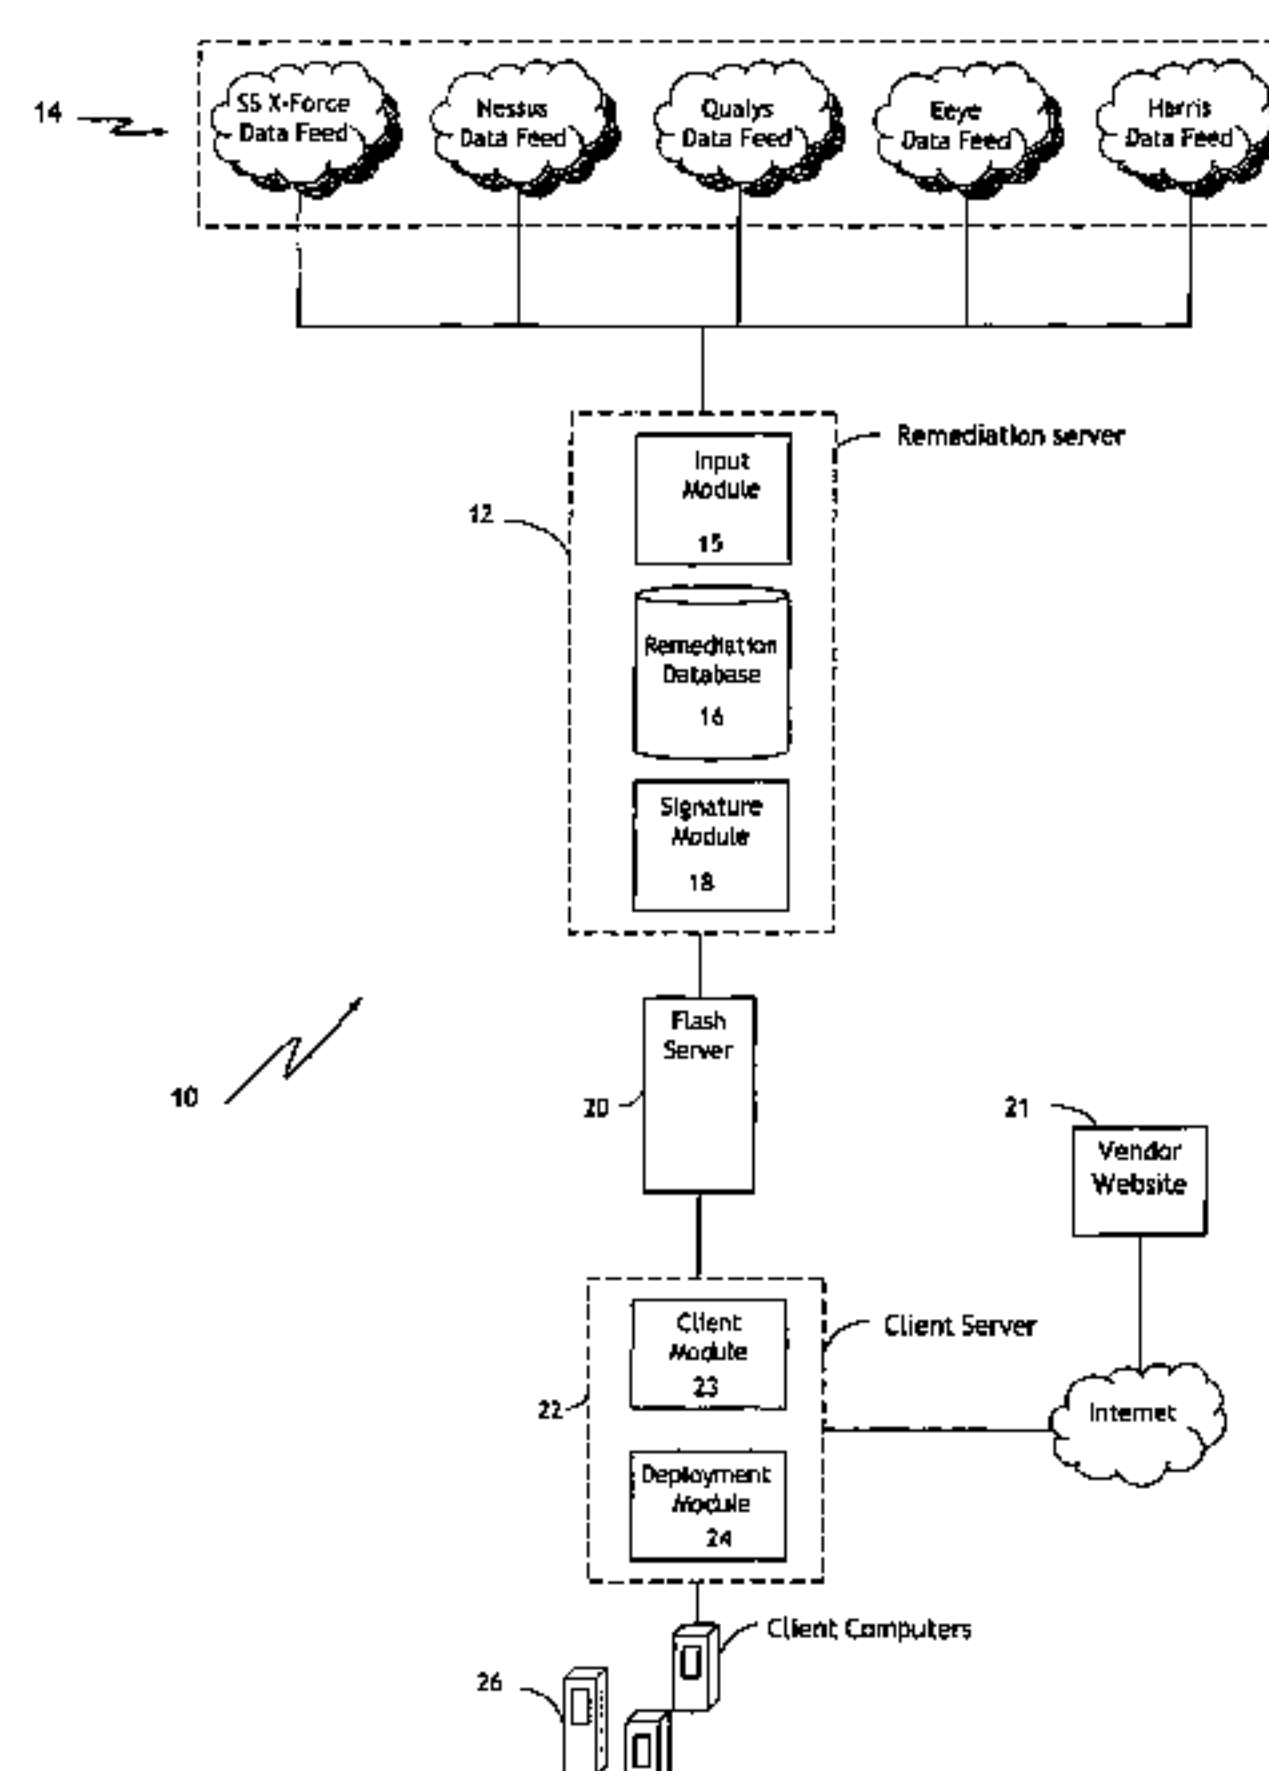 14
SS X-Force
Data Feed
Nessus
Data Feed
Qualys
Data Feed
Eeye
Data Feed
Harris
Data Feed
Remediation server
12
Input
Module
15
Remediation
Database
16
Signature
Module
18
10
Flash
Server
20
21
Vendor
Website
Client
Module
23
Client Server
22
Internet
Deployment
Module
24
Client Computers
26